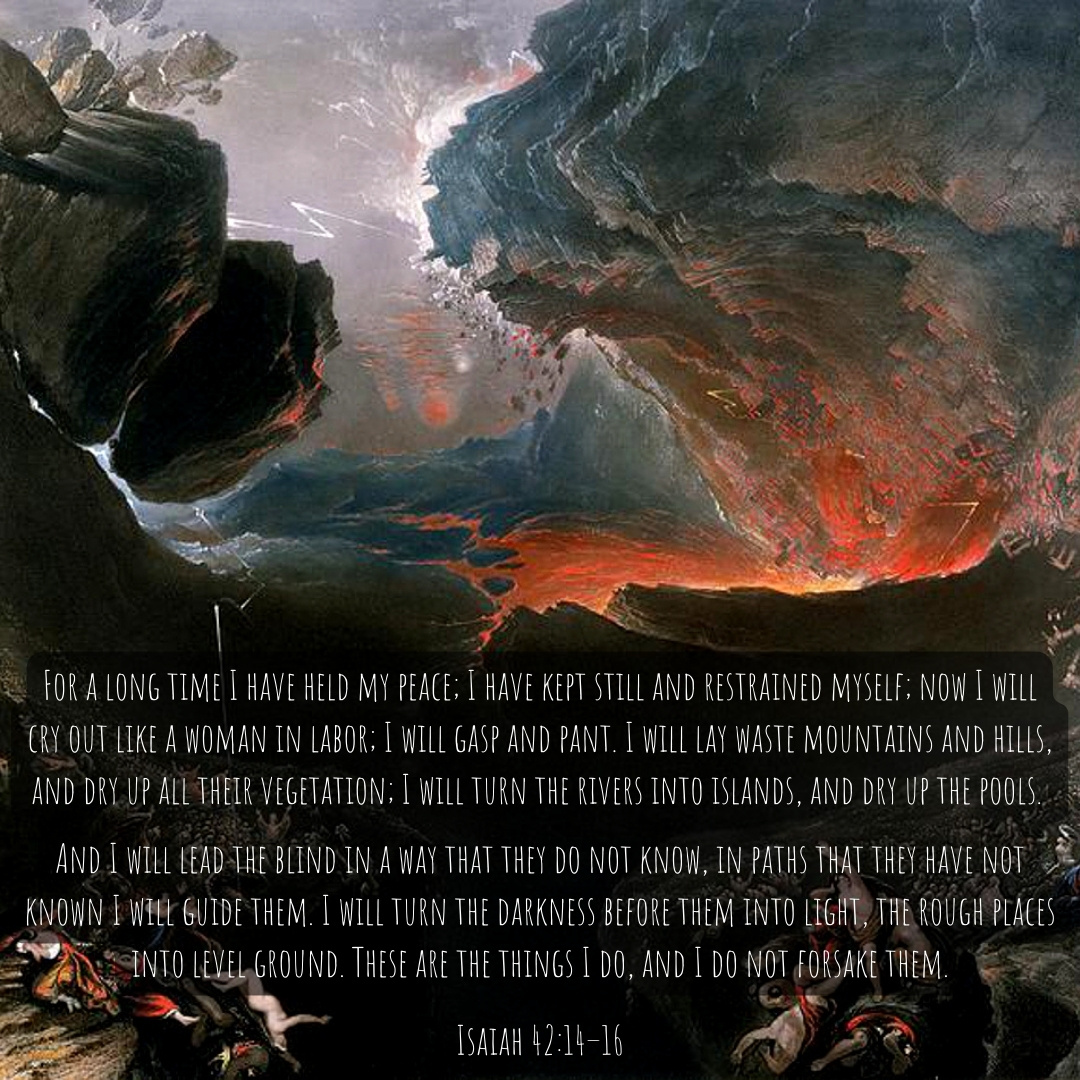 For a long time I have held my peace; I have kept still and restrained myself; now I will
cry out like a woman in labor; I will gasp and pant. I will lay waste mountains and hills,
and dry up all their vegetation; I will turn the rivers into islands, and dry up the pools.
And I will lead the blind in a way that they do not know, in paths that they have not
known I will guide them. I will turn the darkness before them into light, the rough places
into level ground. These are the things I do, and I do not forsake them.
Isaiah 42:14–16